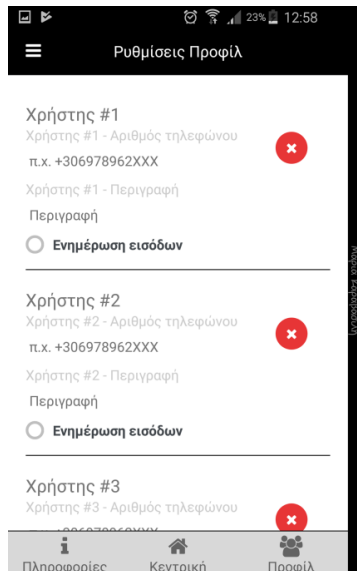 23% 12:58
Ρυθμίσεις Προφίλ
Χρήστης #1
Χρήστης #1 - Αριθμός τηλεφώνου
π.χ. +306978962XXX
Χρήστης #1 - Περιγραφή
Περιγραφή
Ενημέρωση εισόδων
Χρήστης #2
Χρήστης #2 - Αριθμός τηλεφώνου
π.χ. +306978962XXX
Χρήστης #2 - Περιγραφή
Περιγραφή
Ενημέρωση εισόδων
Χρήστης #3
Χρήστης #3 - Αριθμός τηλεφώνου
Πληροφορίες Κεντρική Προφίλ